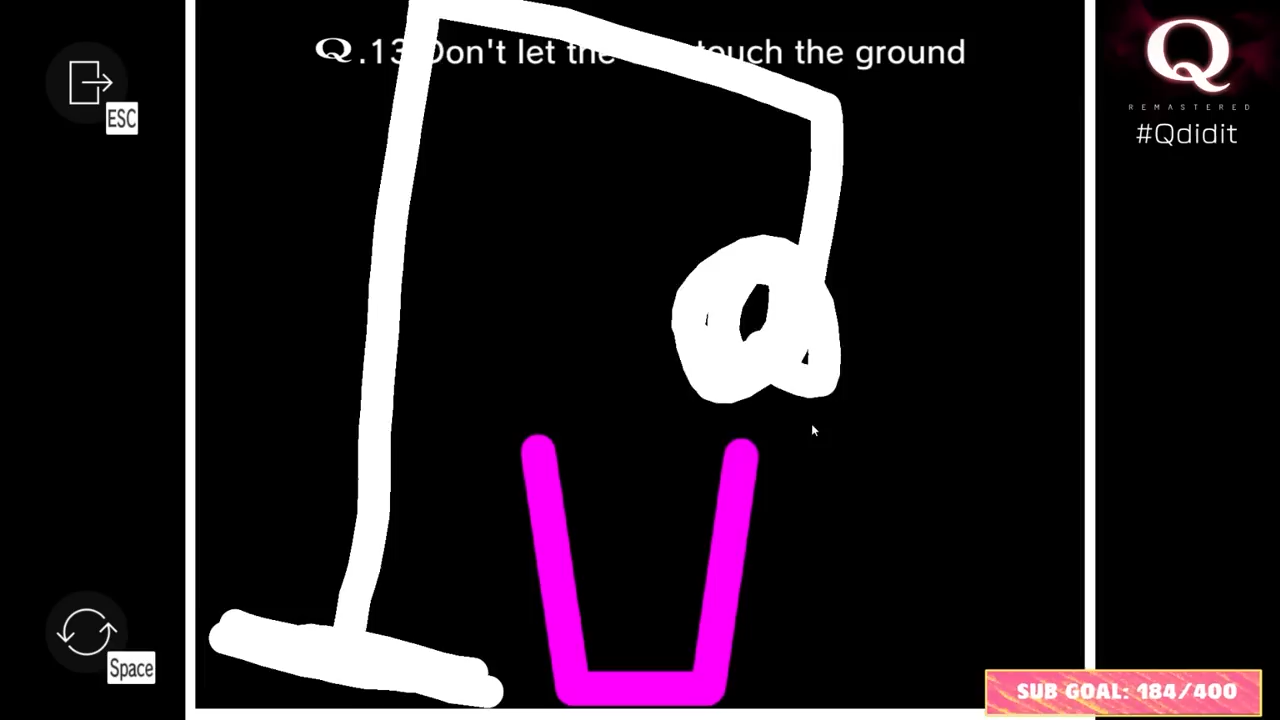 Q.13 Don't let the touch the ground
ESC
Q
REMASTERED
#Qdidit
Space
SUB GOAL: 184/400